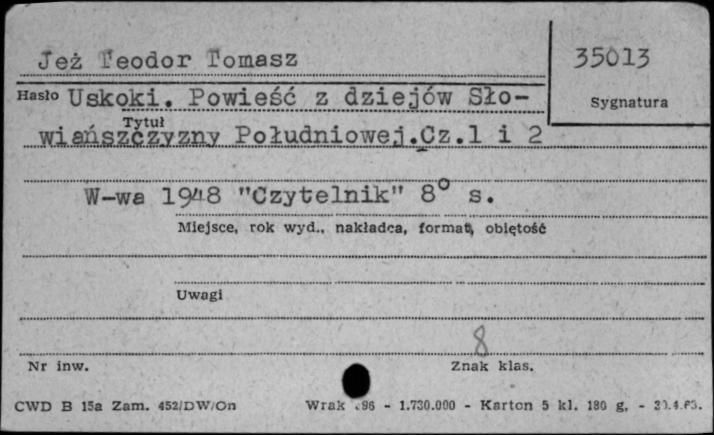 Jeż Teodor Tomasz
35013
Hasło Uskoki. Powieść z dziejów Sło-
Sygnatura
Tytuł
wiańszczyzny Południowej.Cz.1 i 2
W-wa 1948 "Czytelnik" 8° s.
Miejsce, rok wyd., nakładca, format, objętość
Uwagi
8
Nr inw.
Znak klas.
CWD B 15a Zam. 452/DW/On
Wrak 96 - 1.730.000 - Karton 5 kl. 180 g. -